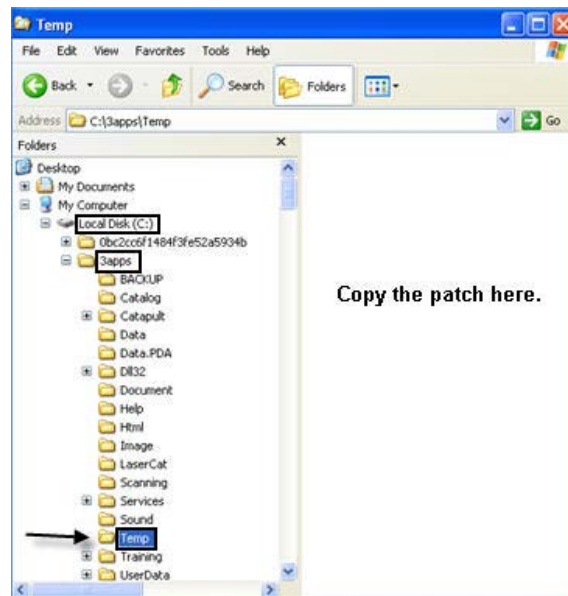 Temp
File Edit View Favorites Tools Help
Back Search Folders
Address C:\3apps\Temp Go
Folders x
Desktop
My Documents
My Computer
Local Disk (C:)
0bc2cc6f1484f3fe52a5934b
3apps
BACKUP
Catalog
Catapult
Copy the patch here.
Data
Data.PDA
Dll32
Document
Help
Html
Image
LaserCat
Scanning
Services
Sound
Temp
Training
UserData